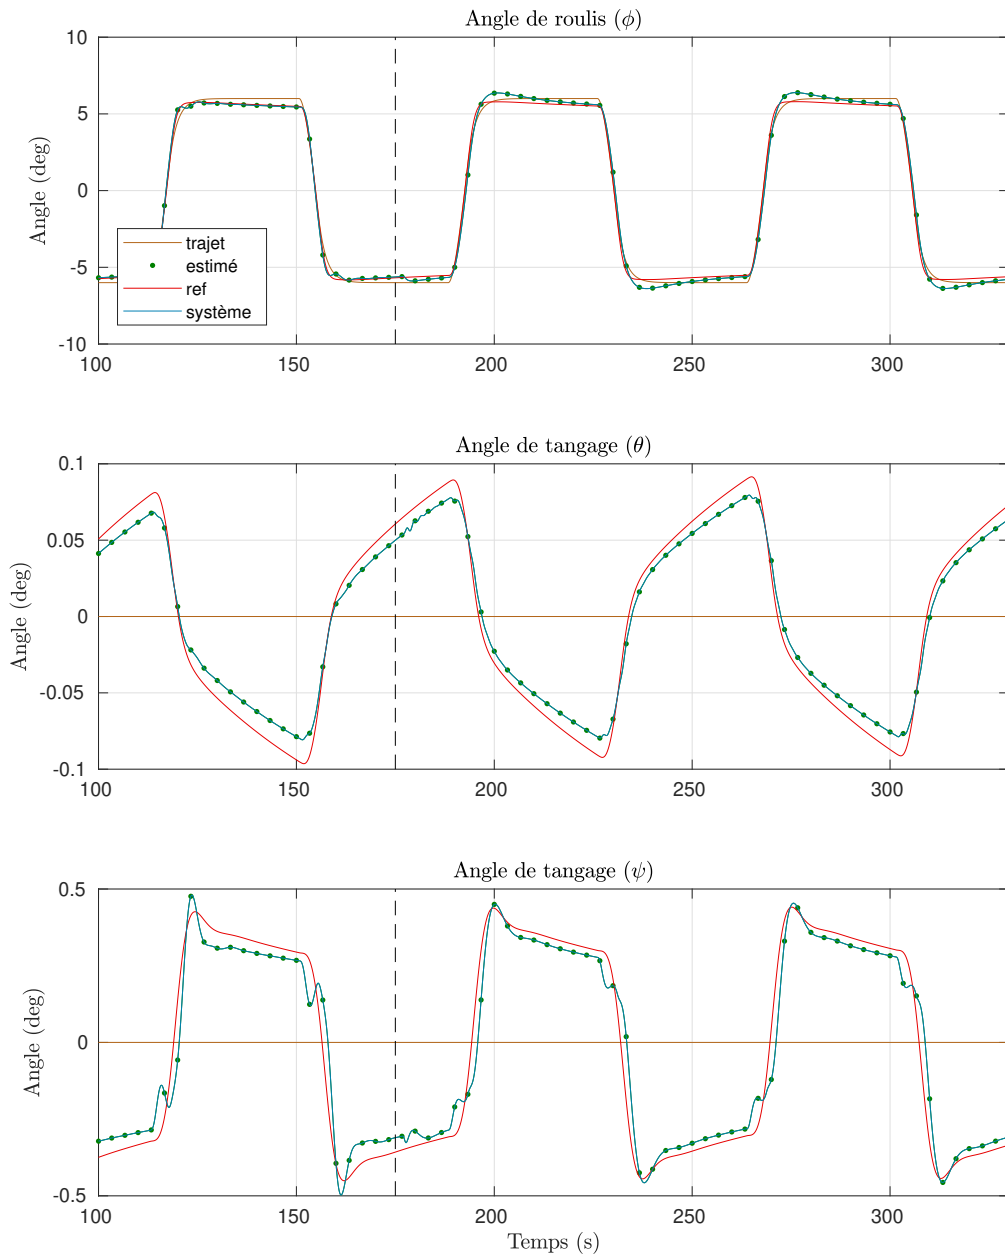 Angle de roulis (ϕ)
10
5
0
-5
-10
Angle (deg)
trajet
estimé
ref
système
100
150
200
250
300
Angle de tangage (θ)
0.1
0.05
0
-0.05
-0.1
Angle (deg)
100
150
200
250
300
Angle de tangage (ψ)
0.5
0
-0.5
Angle (deg)
100
150
200
250
300
Temps (s)